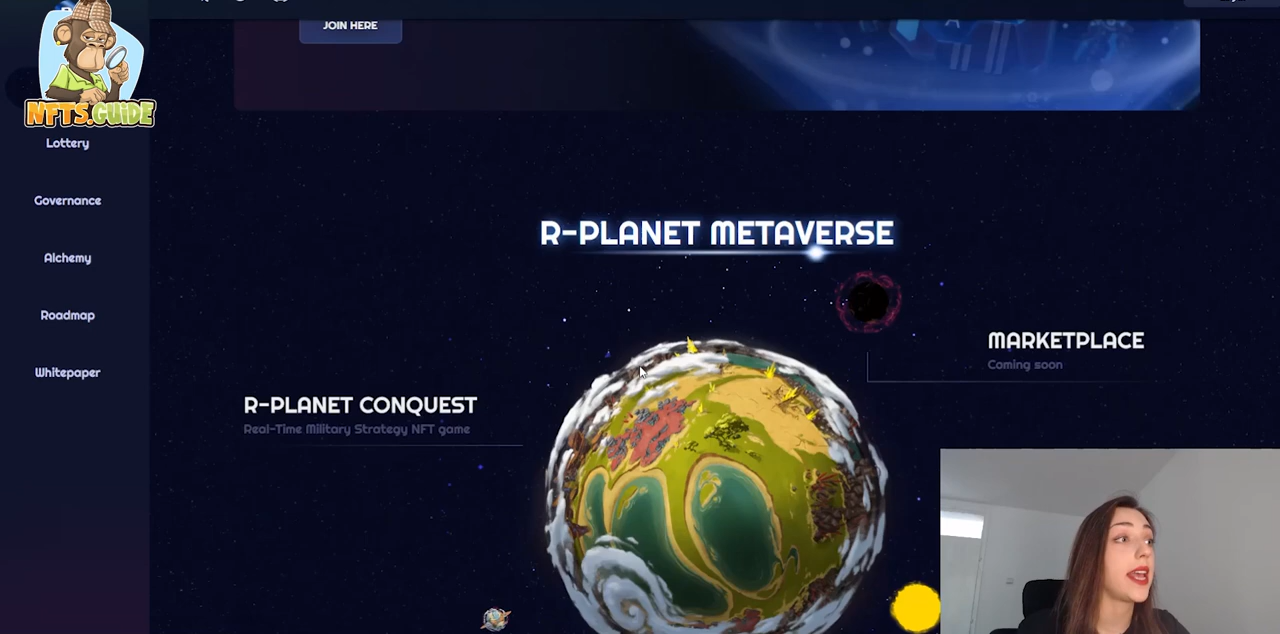 JOIN HERE
NFTS.GUIDE
Lottery
Governance
Alchemy
Roadmap
Whitepaper
R-PLANET METAVERSE
MARKETPLACE
Coming soon
R-PLANET CONQUEST
Real-Time Military Strategy NFT game